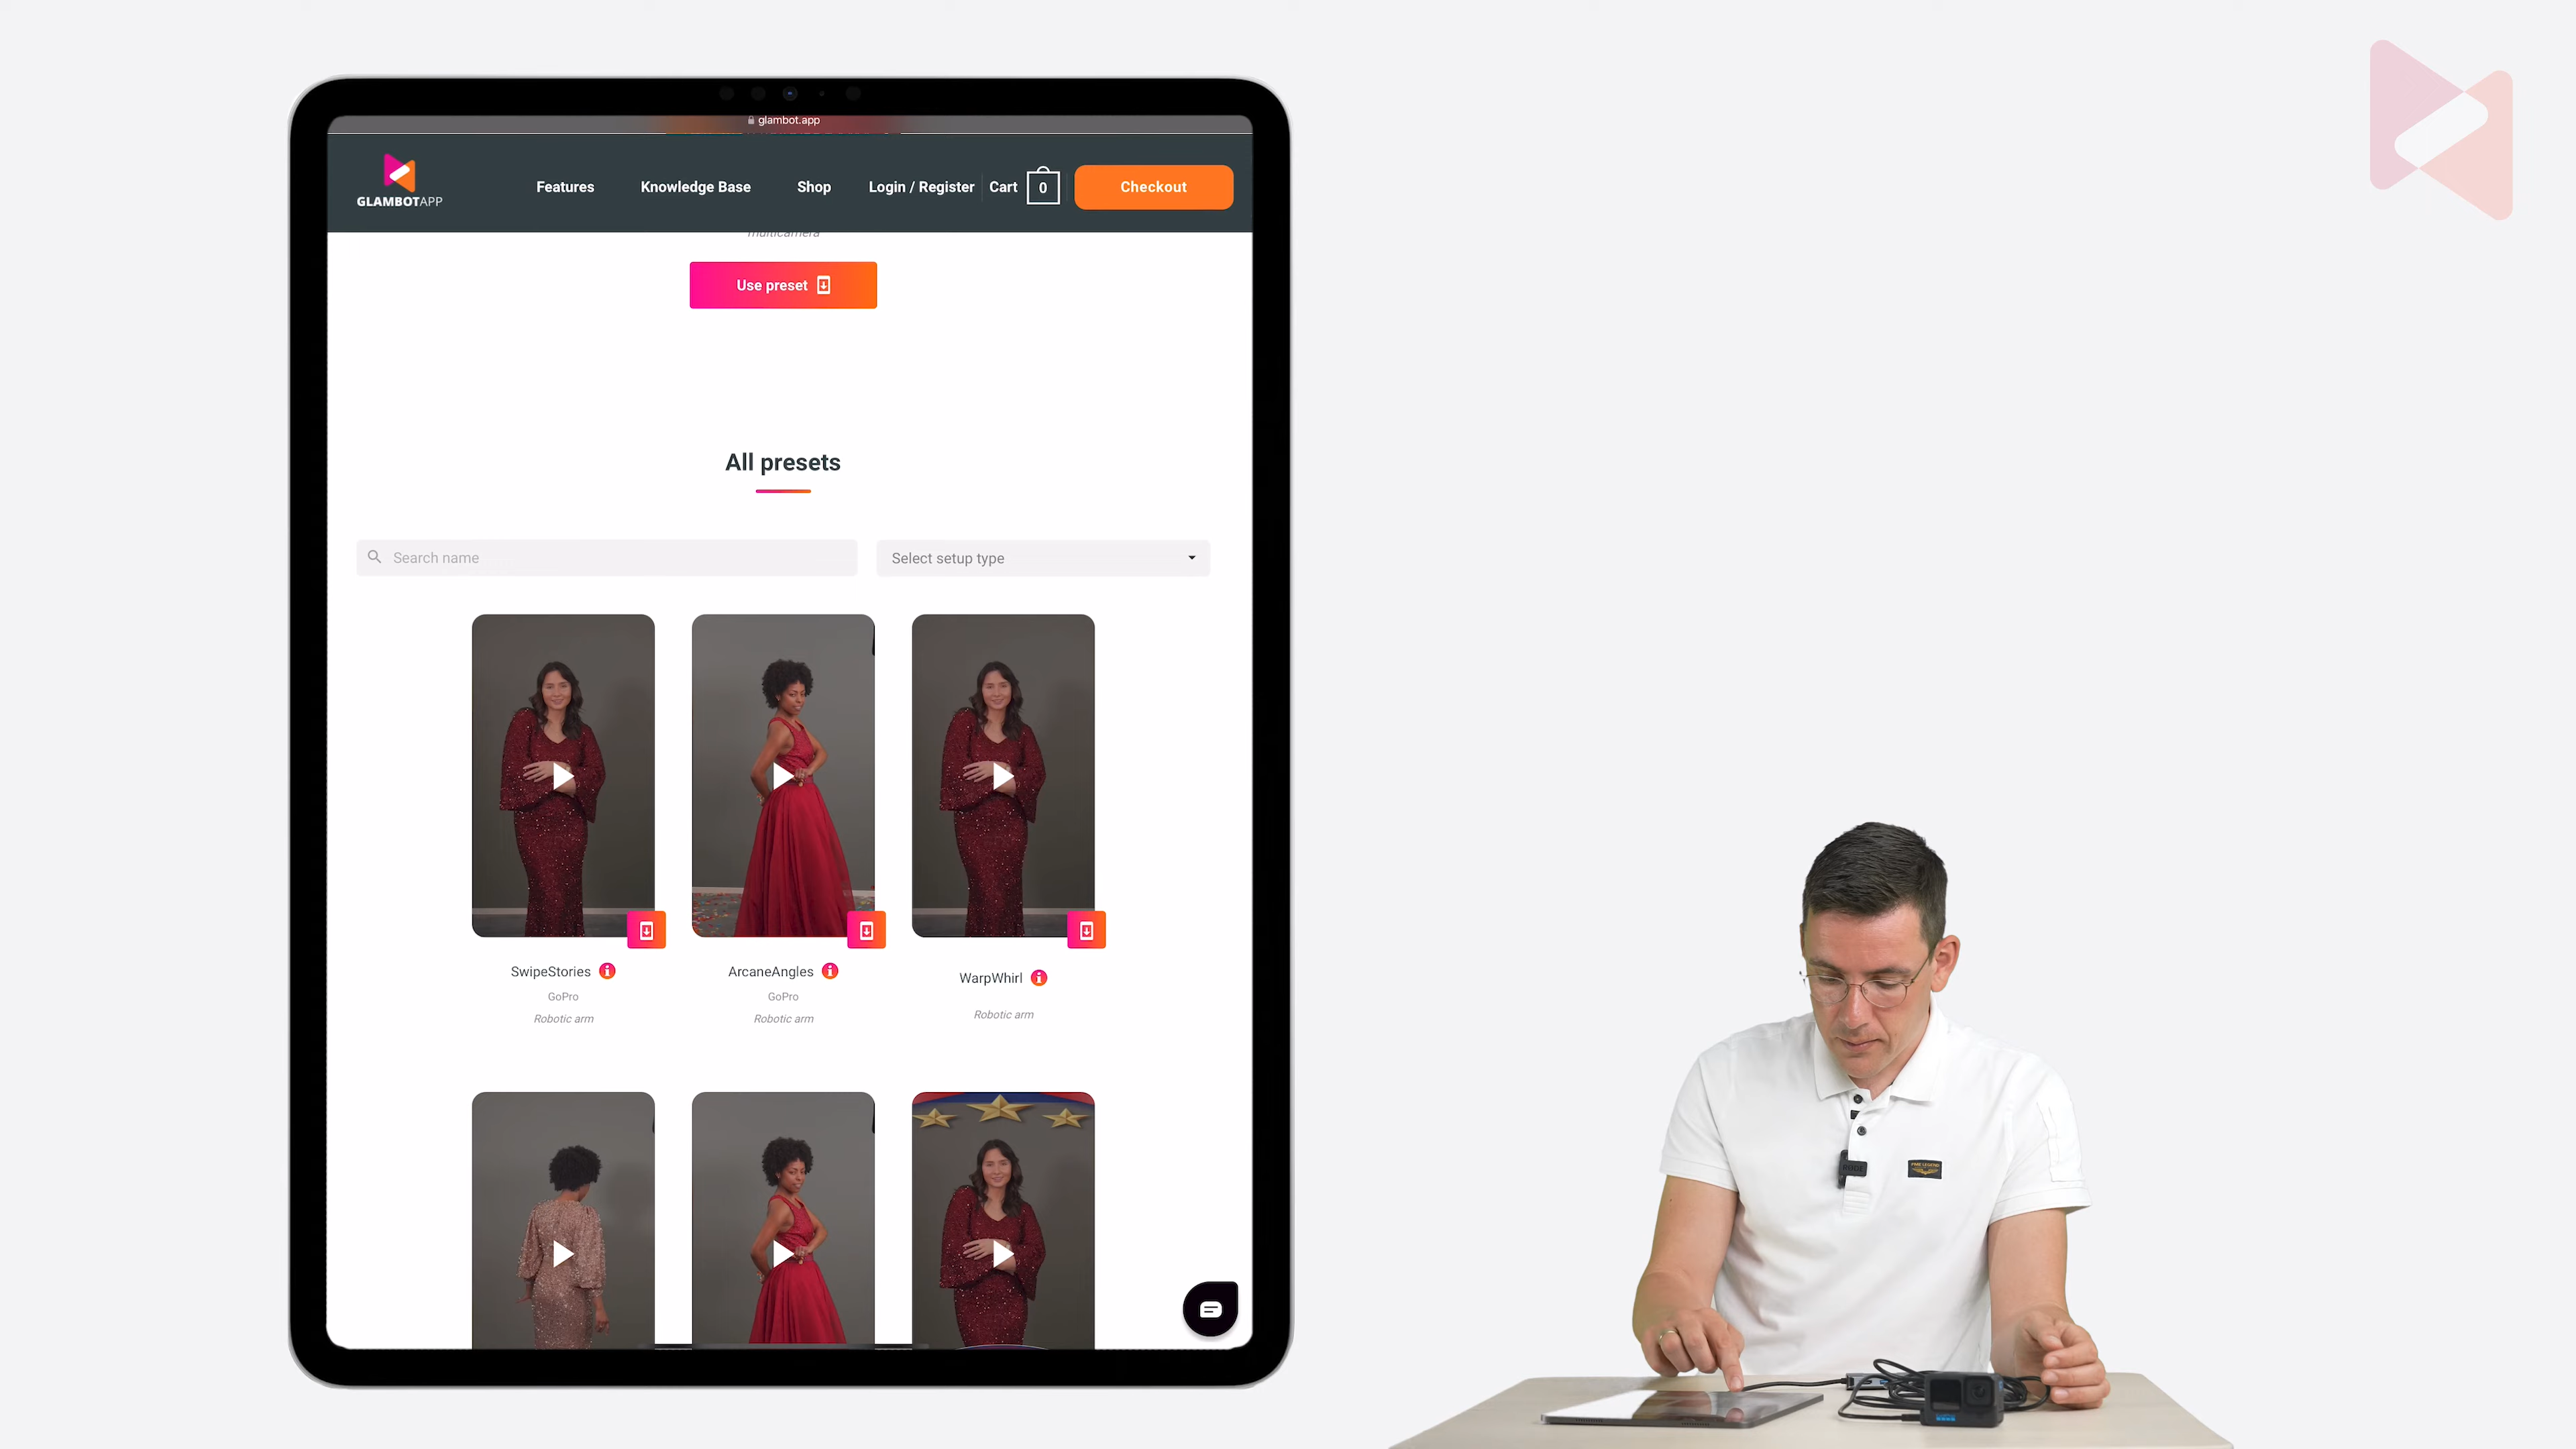 glambot.app
GLAMBOTAPP
Features
Knowledge Base
Shop
Login / Register
Cart
0
Checkout
multicamera
Use preset
All presets
Search name
Select setup type
SwipeStories
GoPro
Robotic arm
ArcaneAngles
GoPro
Robotic arm
WarpWhirl
Robotic arm